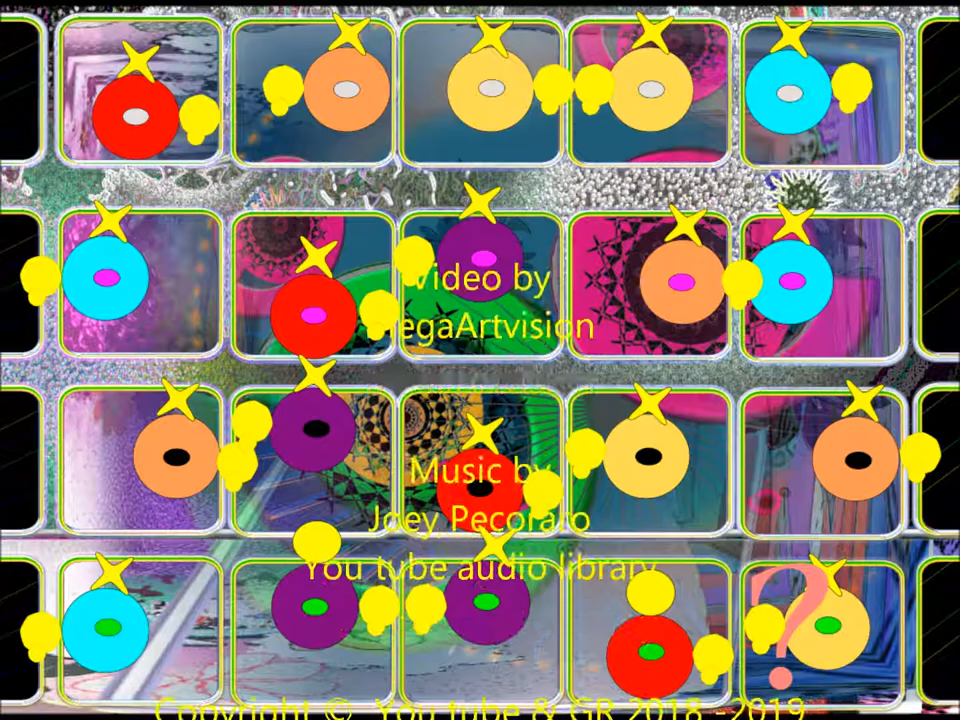 Video by
MegaArtvision
Music by
Joey Pecoraro
You tube audio library
?
Copyright © You tube & GR 2018 -2019